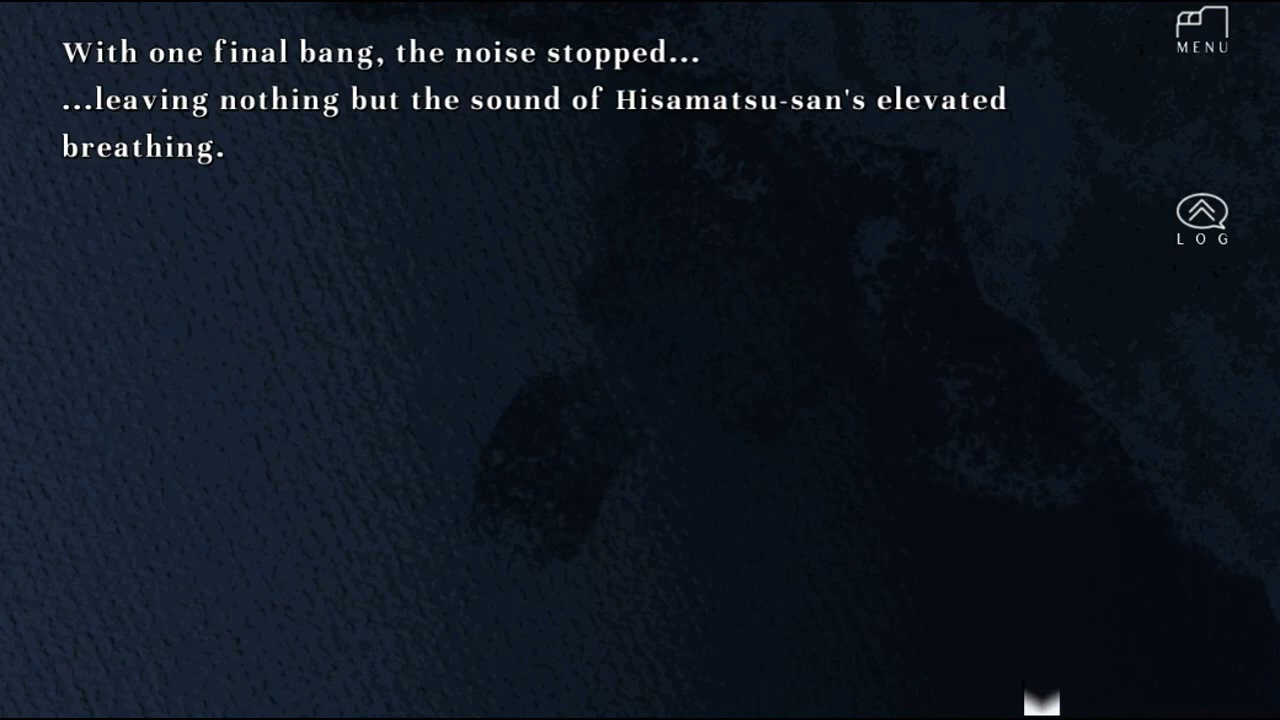 With one final bang, the noise stopped...
...leaving nothing but the sound of Hisamatsu-san's elevated
breathing.
MENU
LOG